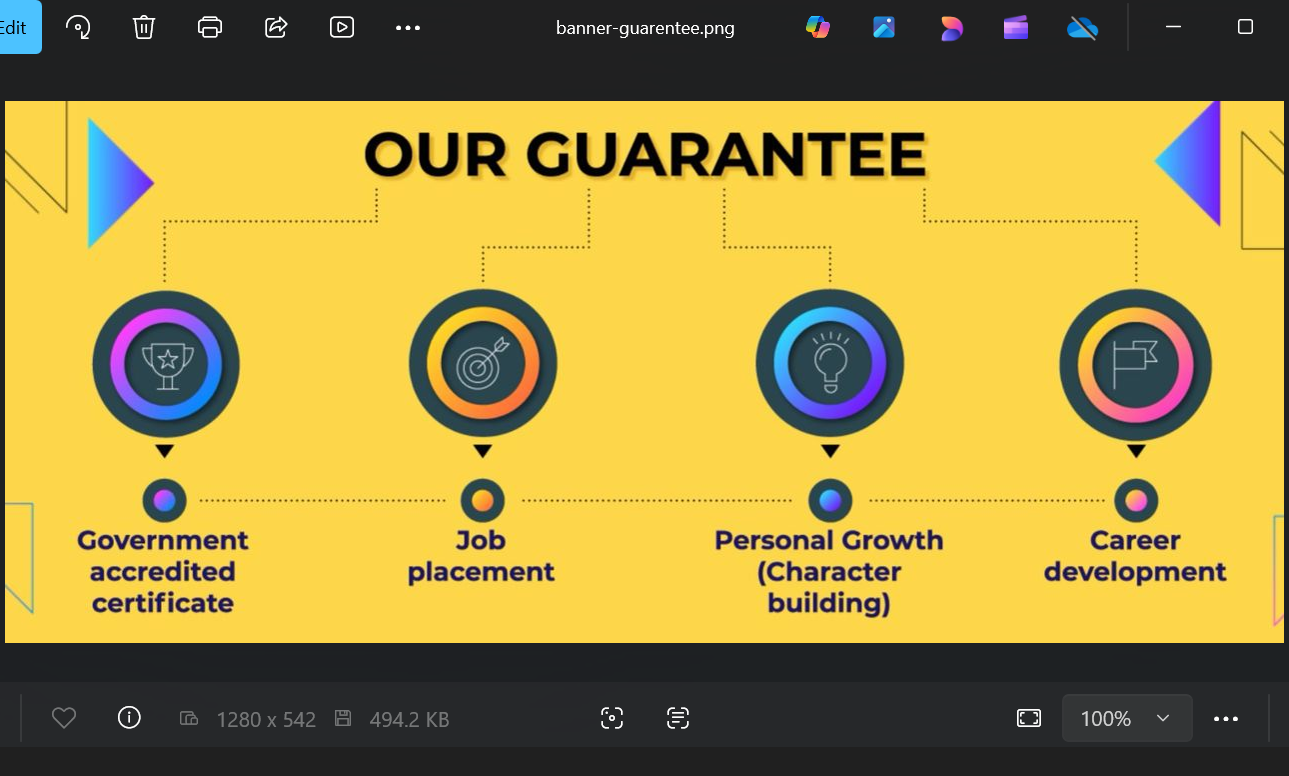 Edit
banner-guarentee.png
OUR GUARANTEE
Government
accredited
certificate
Job
placement
Personal Growth
(Character
building)
Career
development
1280 x 542
494.2 KB
100%